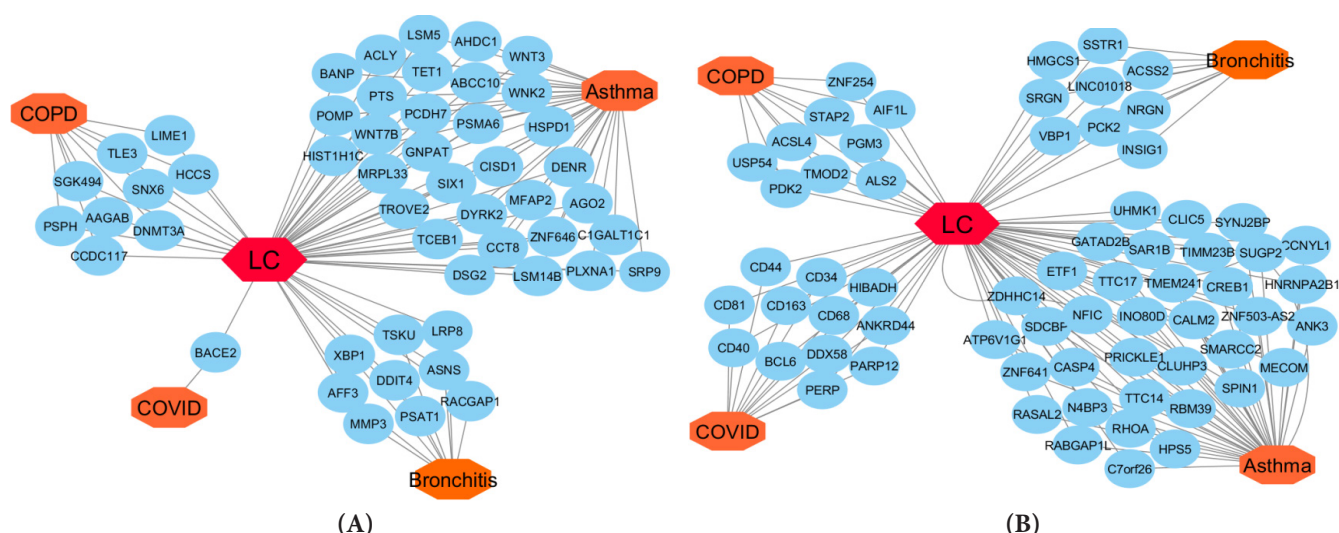 LSM5
AHDC1
ACLY
WNT3
BANP
TET1
ABCC10
WNK2
Asthma
PTS
COPD
POMP
PCDH7
PSMA6
HSPD1
LIME1
WNT7B
TLE3
HIST1H1C
GNPAT
CISD1
DENR
HCCS
MRPL33
SGK494
SNX6
SIX1
MFAP2
AGO2
PSPH
AAGAB
DNMT3A
TROVE2
DYRK2
C1GALT1C1
TCEB1
CCT8
ZNF646
CCDC117
LC
DSG2
LSM14B
PLXNA1
SRP9
TSKU
LRP8
BACE2
XBP1
DDIT4
ASNS
AFF3
RACGAP1
COVID
MMP3
PSAT1
Bronchitis
(A)
SSTR1
HMGCS1
Bronchitis
COPD
ZNF254
ACSS2
LINC01018
SRGN
AIF1L
NRGN
STAP2
VBP1
PCK2
ACSL4
PGM3
INSIG1
USP54
TMOD2
ALS2
PDK2
LC
UHMK1
CLIC5
SYNJ2BP
GATAD2B
SAR1B
TIMM23B
SUGP2
CCNYL1
CD44
CD34
ETF1
TTC17
TMEM241
CREB1
HNRNPA2B1
HIBADH
ZDHHC14
CD81
CD163
CD68
NFIC
INO80D
CALM2
ZNF503-AS2
ANK3
ANKRD44
SDCBP
ATP6V1G1
CD40
BCL6
DDX58
PARP12
PRICKLE1
SMARCC2
CLUHP3
MECOM
ZNF641
CASP4
PERP
SPIN1
TTC14
RBM39
RASAL2
N4BP3
COVID
RHOA
RABGAP1L
HPS5
Asthma
C7orf26
(B)